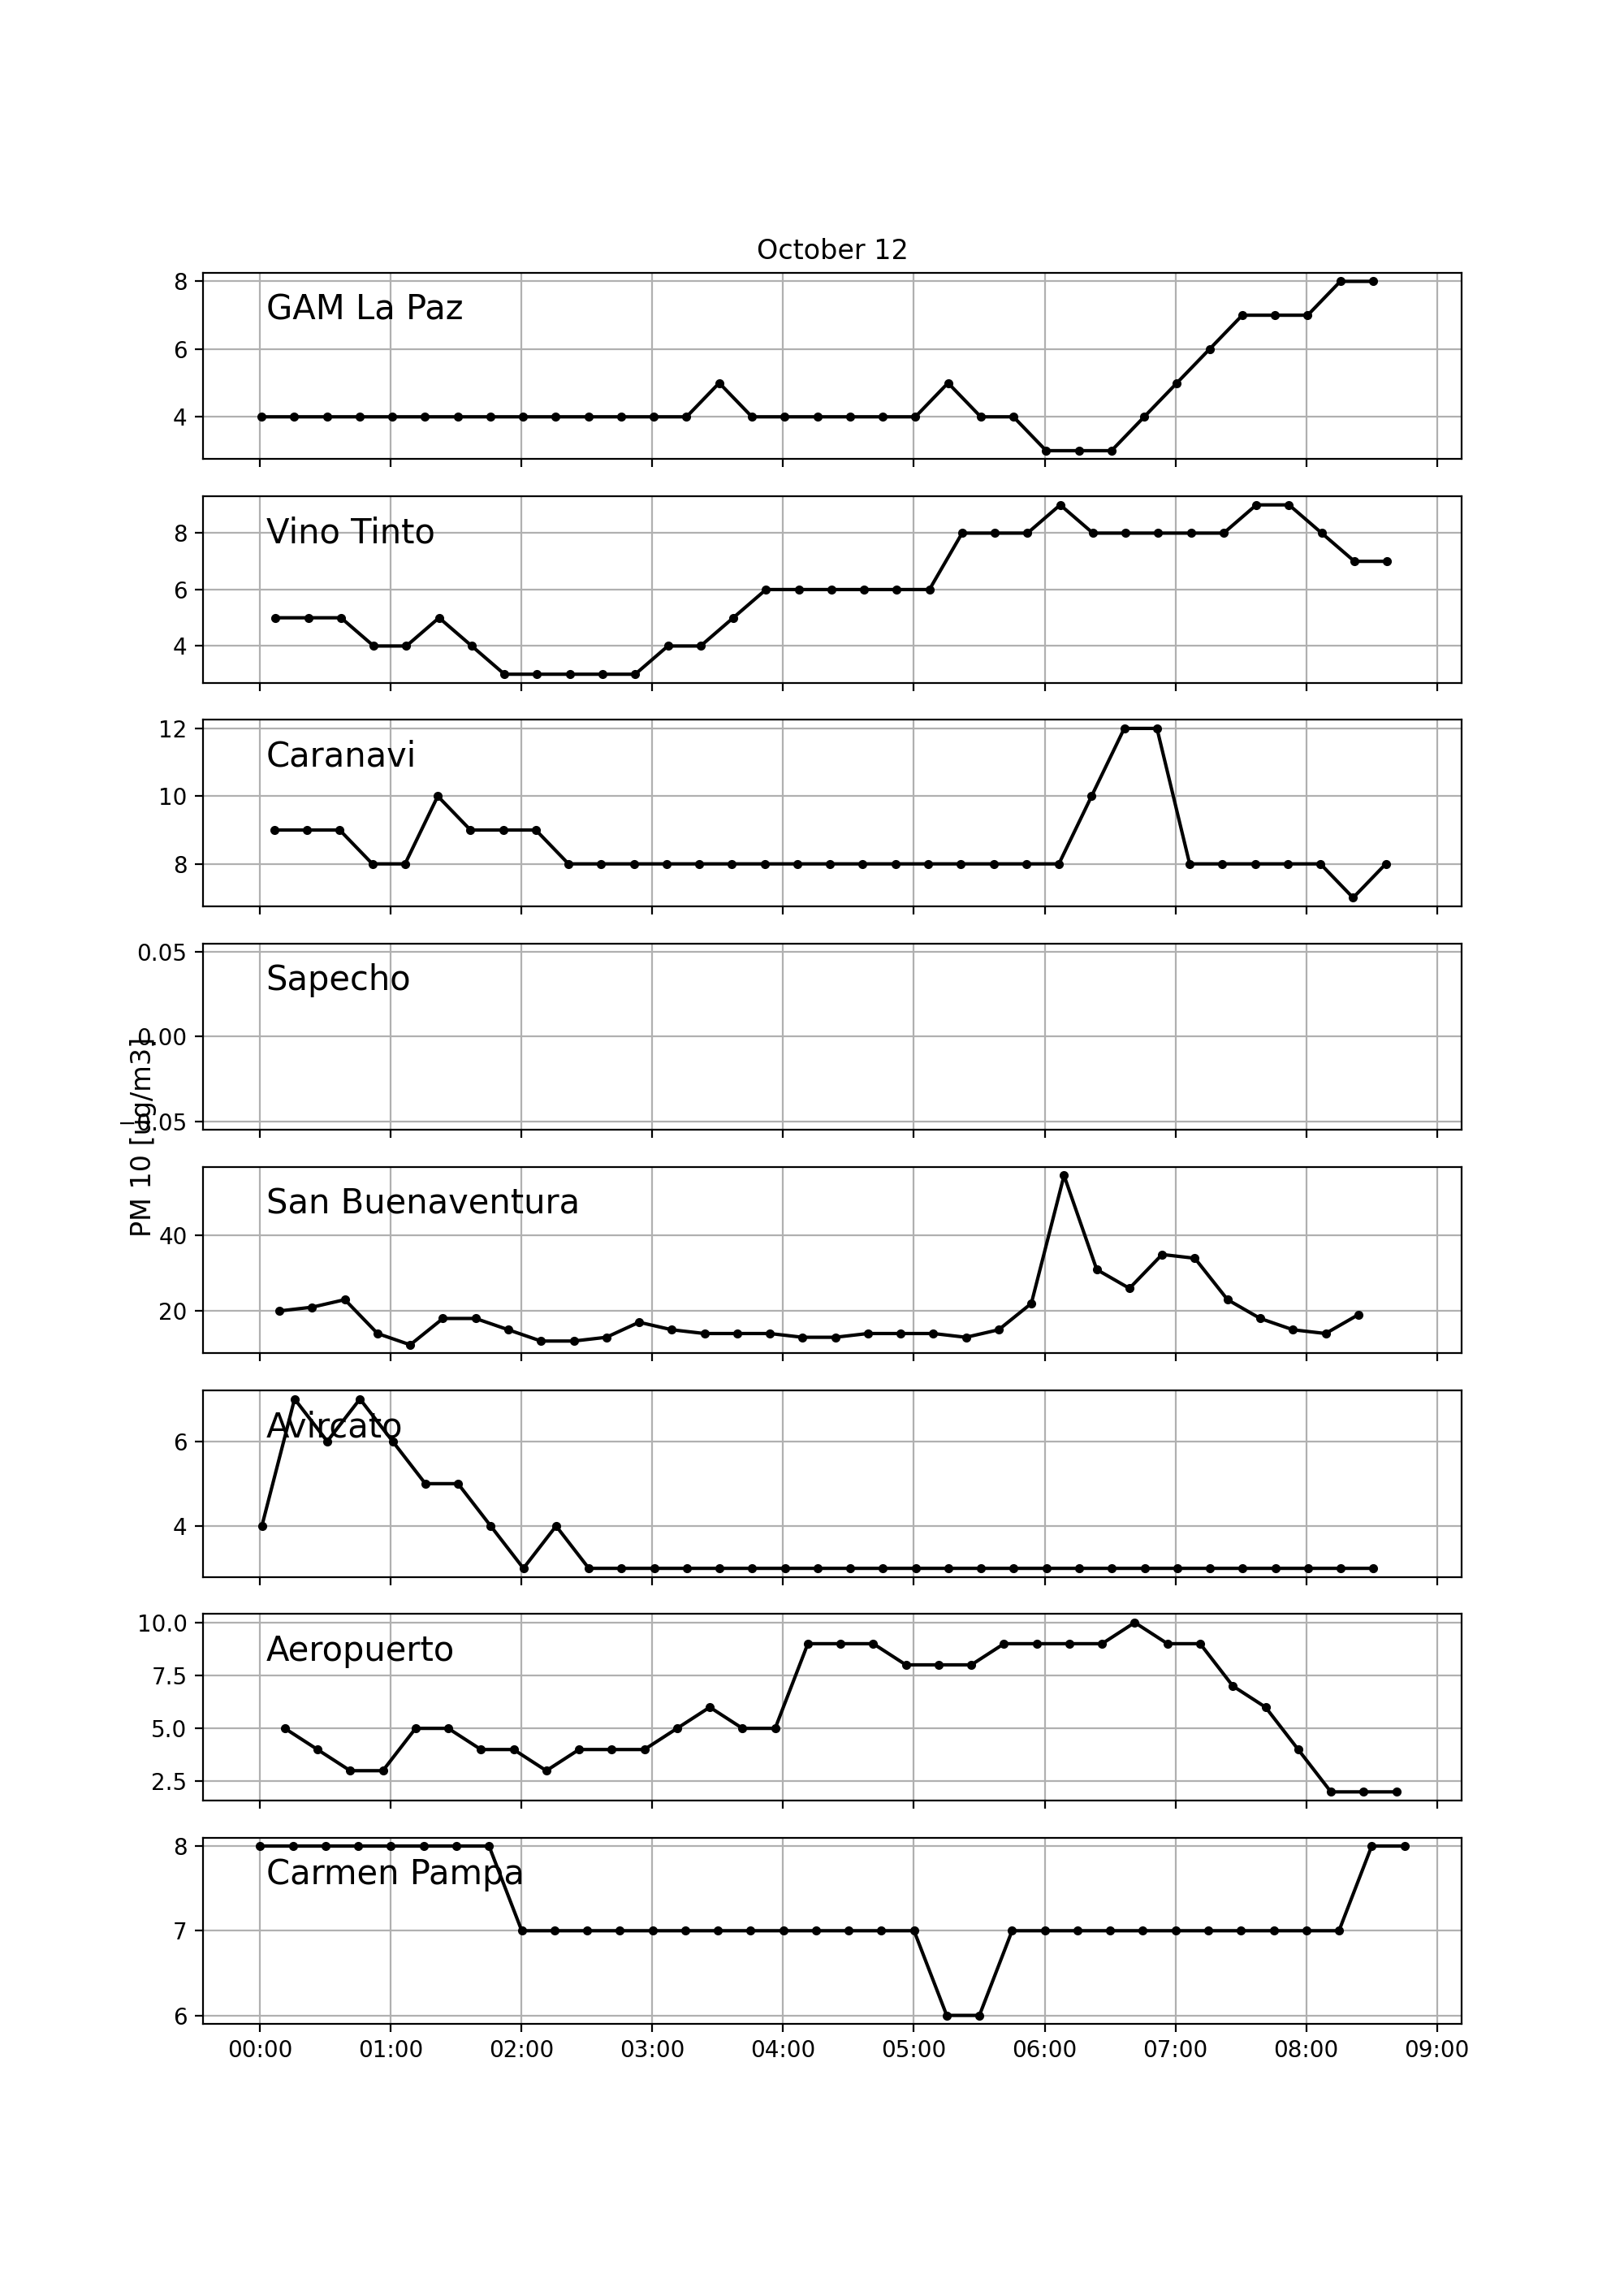 October 12
8
6
4
GAM La Paz
8
6
4
Vino Tinto
12
10
8
Caranavi
0.05
0.00
−0.05
Sapecho
PM 10 [ug/m3]
40
20
San Buenaventura
6
4
Avircato
10.0
7.5
5.0
2.5
Aeropuerto
8
7
6
Carmen Pampa
00:00 01:00 02:00 03:00 04:00 05:00 06:00 07:00 08:00 09:00